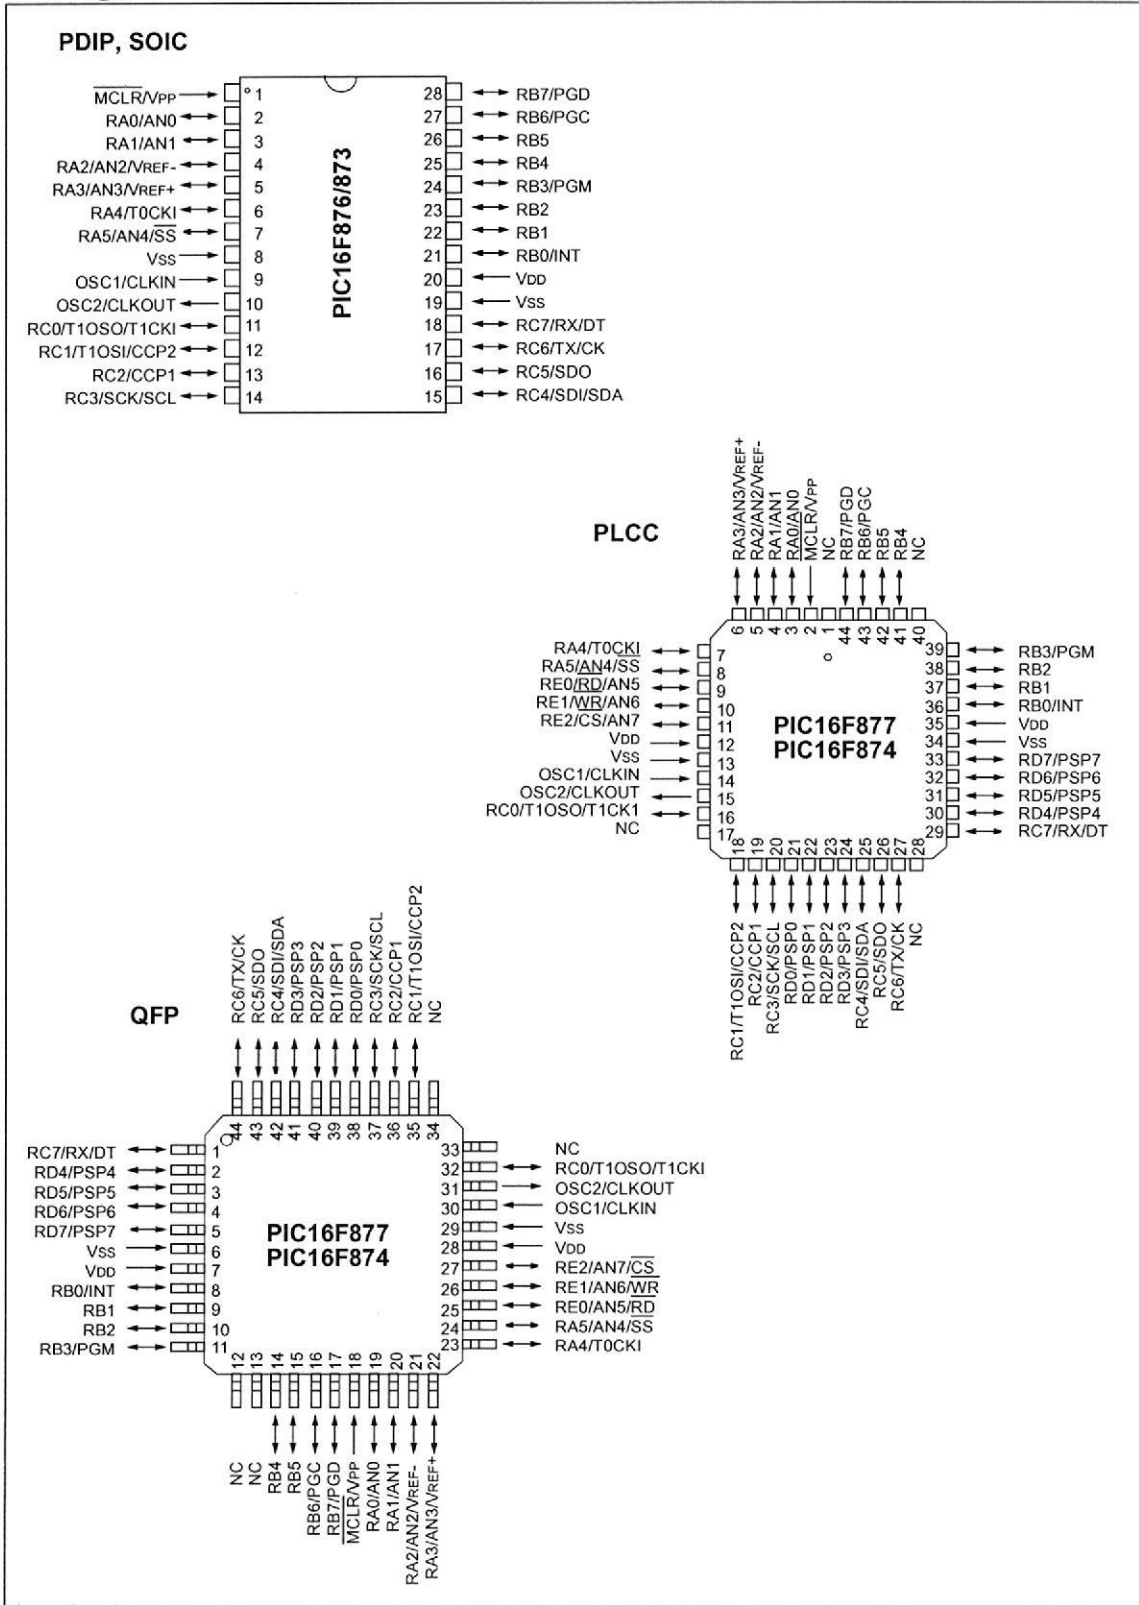 PDIP, SOIC
MCLR/VPP
RA0/AN0
RA1/AN1
RA2/AN2/VREF-
RA3/AN3/VREF+
RA4/T0CKI
RA5/AN4/SS
VSS
OSC1/CLKIN
OSC2/CLKOUT
RC0/T1OSO/T1CKI
RC1/T1OSI/CCP2
RC2/CCP1
RC3/SCK/SCL
1
2
3
4
5
6
7
8
9
10
11
12
13
14
PIC16F876/873
28
27
26
25
24
23
22
21
20
19
18
17
16
15
RB7/PGD
RB6/PGC
RB5
RB4
RB3/PGM
RB2
RB1
RB0/INT
VDD
VSS
RC7/RX/DT
RC6/TX/CK
RC5/SDO
RC4/SDI/SDA
PLCC
RA3/AN3/VREF+
RA2/AN2/VREF-
RA1/AN1
RA0/AN0
MCLR/VPP
NC
RB7/PGD
RB6/PGC
RB5
RB4
NC
6 5 4 3 2 1 44 43 42 41 40
RA4/T0CKI
RA5/AN4/SS
RE0/RD/AN5
RE1/WR/AN6
RE2/CS/AN7
VDD
VSS
OSC1/CLKIN
OSC2/CLKOUT
RC0/T1OSO/T1CK1
NC
7
8
9
10
11
12
13
14
15
16
17
PIC16F877
PIC16F874
39
38
37
36
35
34
33
32
31
30
29
RB3/PGM
RB2
RB1
RB0/INT
VDD
VSS
RD7/PSP7
RD6/PSP6
RD5/PSP5
RD4/PSP4
RC7/RX/DT
18 19 20 21 22 23 24 25 26 27 28
RC1/T1OSI/CCP2
RC2/CCP1
RC3/SCK/SCL
RD0/PSP0
RD1/PSP1
RD2/PSP2
RD3/PSP3
RC4/SDI/SDA
RC5/SDO
RC6/TX/CK
NC
QFP
RC6/TX/CK
RC5/SDO
RC4/SDI/SDA
RD3/PSP3
RD2/PSP2
RD1/PSP1
RD0/PSP0
RC3/SCK/SCL
RC2/CCP1
RC1/T1OSI/CCP2
NC
44 43 42 41 40 39 38 37 36 35 34
RC7/RX/DT
RD4/PSP4
RD5/PSP5
RD6/PSP6
RD7/PSP7
VSS
VDD
RB0/INT
RB1
RB2
RB3/PGM
1
2
3
4
5
6
7
8
9
10
11
PIC16F877
PIC16F874
33
32
31
30
29
28
27
26
25
24
23
NC
RC0/T1OSO/T1CKI
OSC2/CLKOUT
OSC1/CLKIN
VSS
VDD
RE2/AN7/CS
RE1/AN6/WR
RE0/AN5/RD
RA5/AN4/SS
RA4/T0CKI
12 13 14 15 16 17 18 19 20 21 22
NC
NC
RB4
RB5
RB6/PGC
RB7/PGD
MCLR/VPP
RA0/AN0
RA1/AN1
RA2/AN2/VREF-
RA3/AN3/VREF+